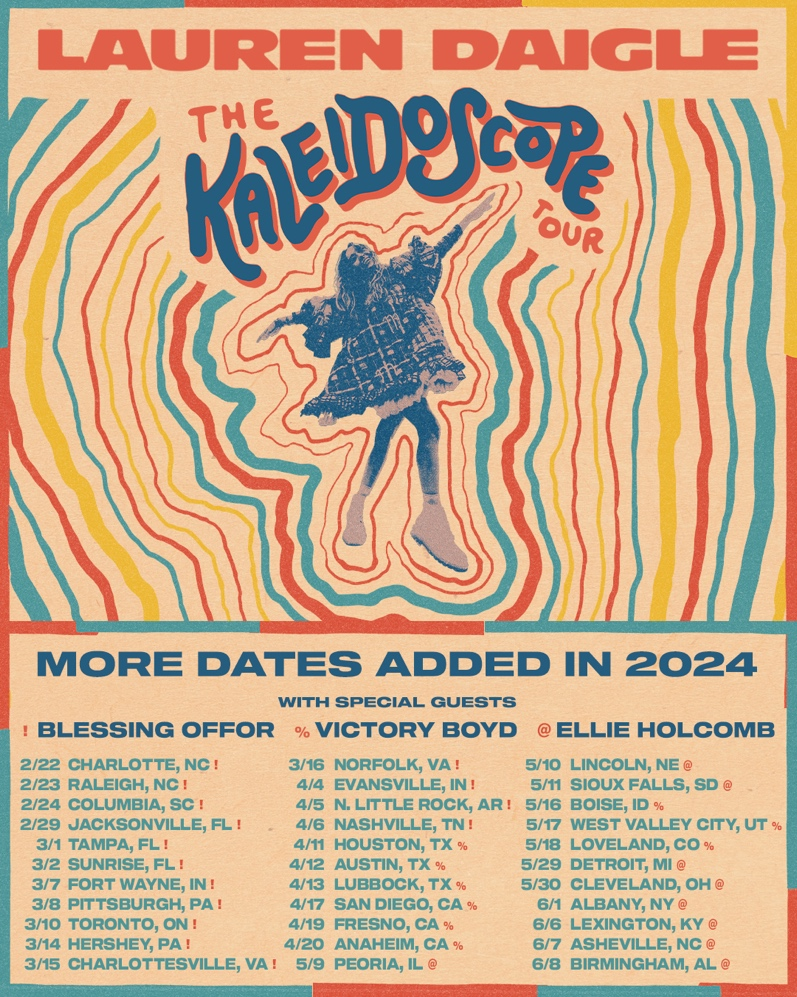 LAUREN DAIGLE
THE
KALEIDOSCOPE
TOUR
MORE DATES ADDED IN 2024
WITH SPECIAL GUESTS
! BLESSING OFFOR % VICTORY BOYD @ ELLIE HOLCOMB
2/22 CHARLOTTE, NC !
2/23 RALEIGH, NC !
2/24 COLUMBIA, SC !
2/29 JACKSONVILLE, FL !
3/1 TAMPA, FL !
3/2 SUNRISE, FL !
3/7 FORT WAYNE, IN !
3/8 PITTSBURGH, PA !
3/10 TORONTO, ON !
3/14 HERSHEY, PA !
3/15 CHARLOTTESVILLE, VA !
3/16 NORFOLK, VA !
4/4 EVANSVILLE, IN !
4/5 N. LITTLE ROCK, AR !
4/6 NASHVILLE, TN !
4/11 HOUSTON, TX %
4/12 AUSTIN, TX %
4/13 LUBBOCK, TX %
4/17 SAN DIEGO, CA %
4/19 FRESNO, CA %
4/20 ANAHEIM, CA %
5/9 PEORIA, IL @
5/10 LINCOLN, NE @
5/11 SIOUX FALLS, SD @
5/16 BOISE, ID %
5/17 WEST VALLEY CITY, UT %
5/18 LOVELAND, CO %
5/29 DETROIT, MI @
5/30 CLEVELAND, OH @
6/1 ALBANY, NY @
6/6 LEXINGTON, KY @
6/7 ASHEVILLE, NC @
6/8 BIRMINGHAM, AL @